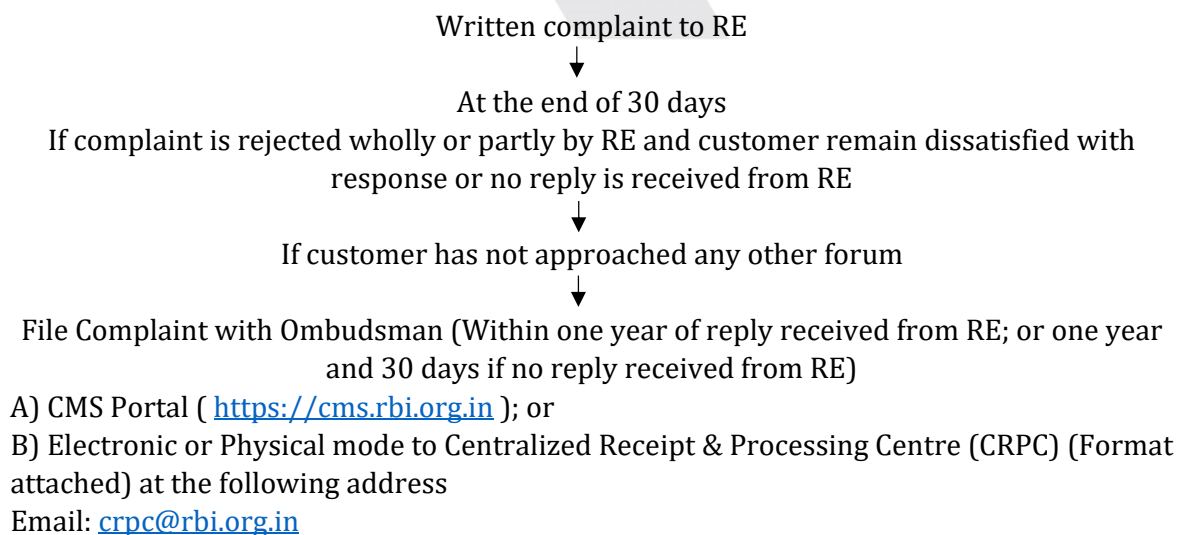 Written complaint to RE
At the end of 30 days
If complaint is rejected wholly or partly by RE and customer remain dissatisfied with
response or no reply is received from RE
If customer has not approached any other forum
File Complaint with Ombudsman (Within one year of reply received from RE; or one year
and 30 days if no reply received from RE)
A) CMS Portal ( https://cms.rbi.org.in ); or
B) Electronic or Physical mode to Centralized Receipt & Processing Centre (CRPC) (Format
attached) at the following address
Email: crpc@rbi.org.in